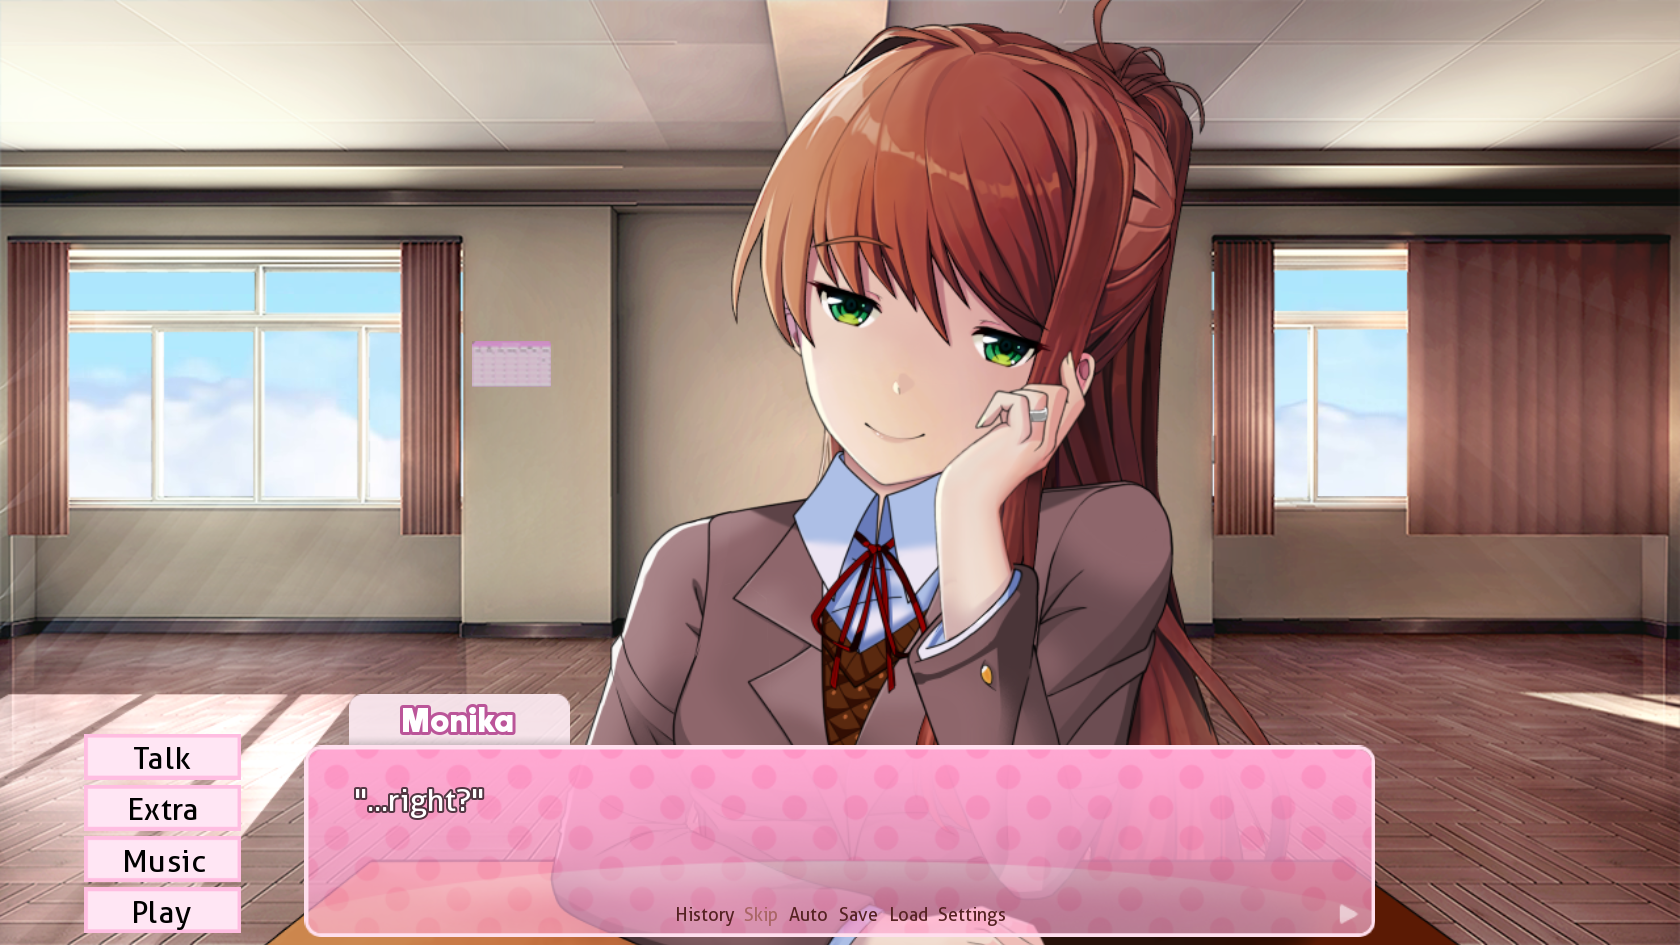 Monika
"...right?"
Talk
Extra
Music
Play
History Skip Auto Save Load Settings